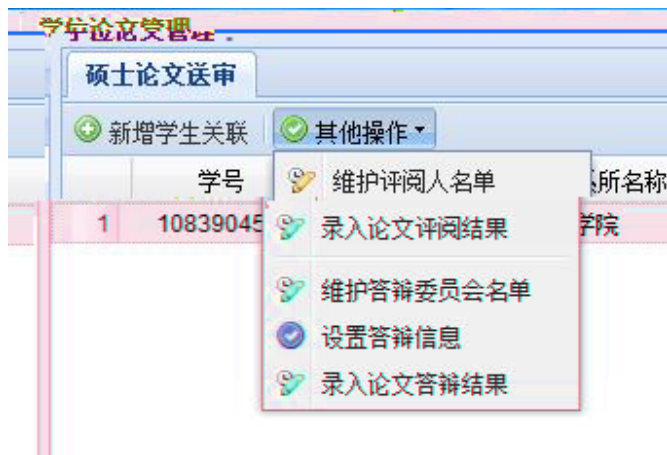 学位论文管理
硕士论文送审
新增学生关联 其他操作
学号 系所名称
维护评阅人名单
1 10839045 学院
录入论文评阅结果
维护答辩委员会名单
设置答辩信息
录入论文答辩结果